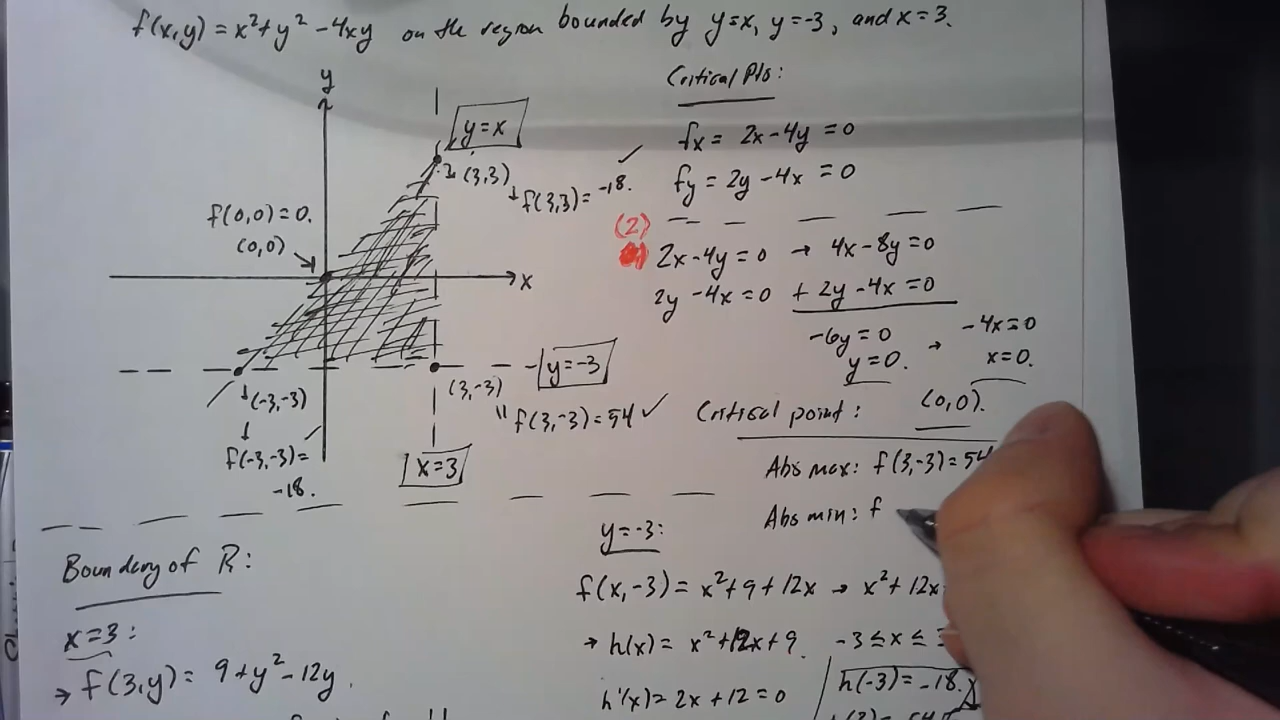 f(x,y) = x² + y² - 4xy on the region bounded by y=x, y=-3, and x=3.
y
y=x
(3,3)
f(3,3) = -18. ✓
f(0,0) = 0.
(0,0)
x
y=-3
(3,-3)
f(3,-3) = 54 ✓
(-3,-3)
f(-3,-3) =
-18.
x=3
Critical Pts:
fx = 2x - 4y = 0
fy = 2y - 4x = 0
(2)
2x - 4y = 0 → 4x - 8y = 0
2y - 4x = 0 + 2y - 4x = 0
-6y = 0 → -4x = 0
y = 0. x = 0.
Critical point: (0,0).
Abs max: f(3,-3) = 54
Abs min: f
Boundary of R:
x=3:
→ f(3,y) = 9 + y² - 12y.
y=-3:
f(x,-3) = x² + 9 + 12x → x² + 12x
→ h(x) = x² + 12x + 9. -3 ≤ x ≤
h'(x) = 2x + 12 = 0
h(-3) = -18.